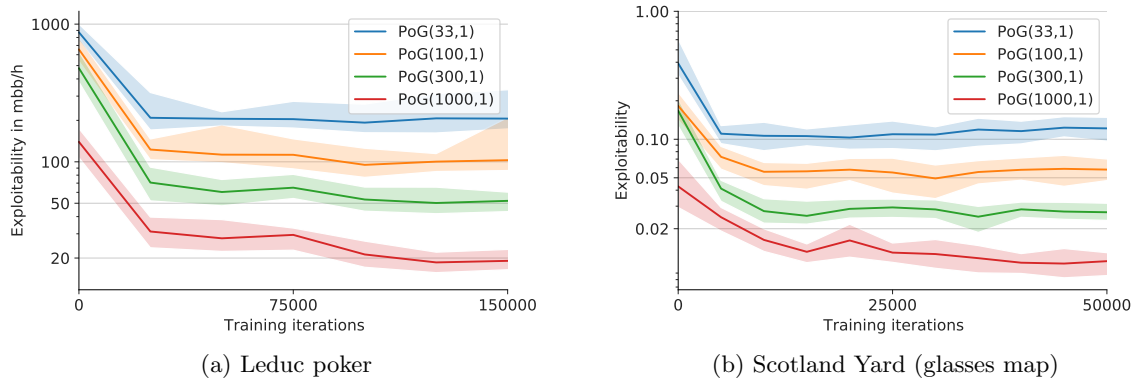 Exploitability in mbb/h
1000
100
50
20
PoG(33,1)
PoG(100,1)
PoG(300,1)
PoG(1000,1)
0
75000
150000
Training iterations
(a) Leduc poker
Exploitability
1.00
0.10
0.05
0.02
PoG(33,1)
PoG(100,1)
PoG(300,1)
PoG(1000,1)
0
25000
50000
Training iterations
(b) Scotland Yard (glasses map)